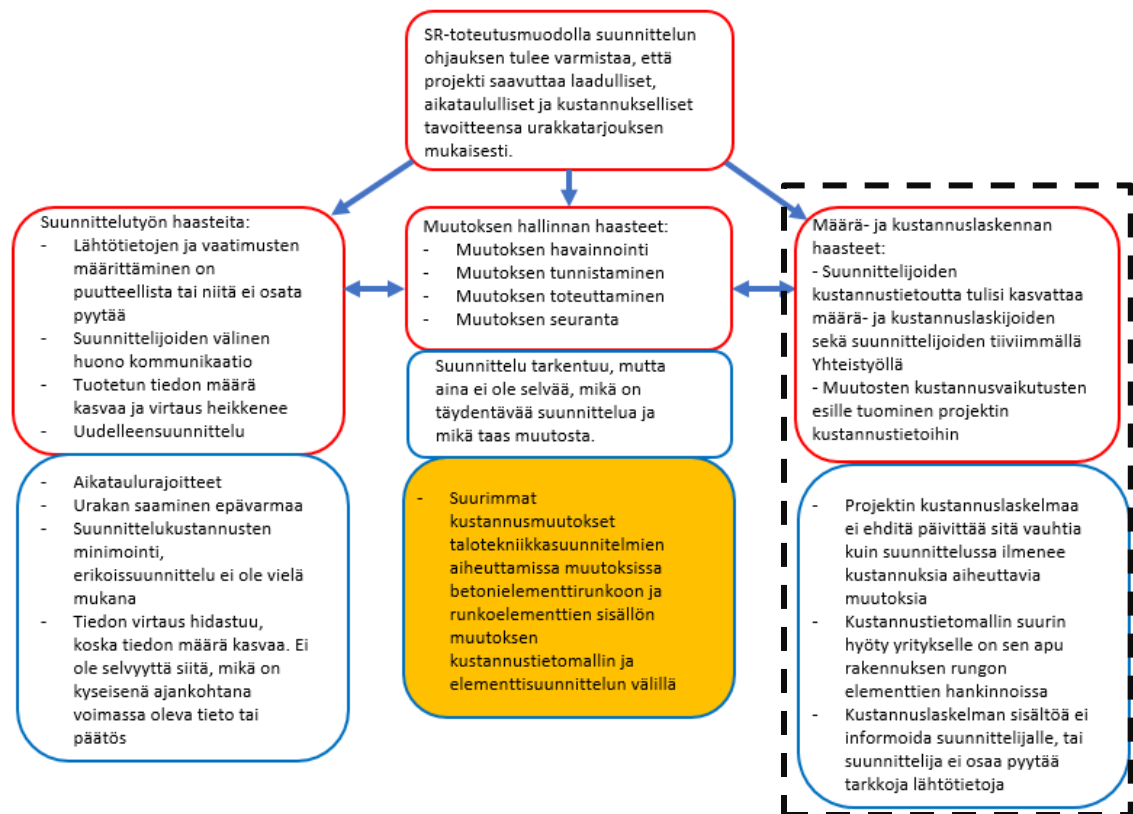 SR-toteutusmuodolla suunnittelun
ohjauksen tulee varmistaa, että
projekti saavuttaa laadulliset,
aikataululliset ja kustannukselliset
tavoitteensa urakkatarjouksen
mukaisesti.
Suunnittelutyön haasteita:
- Lähtötietojen ja vaatimusten
määrittäminen on
puutteellista tai niitä ei osata
pyytää
- Suunnittelijoiden välinen
huono kommunikaatio
- Tuotetun tiedon määrä
kasvaa ja virtaus heikkenee
- Uudelleensuunnittelu
- Aikataulurajoitteet
- Urakan saaminen epävarmaa
- Suunnittelukustannusten
minimointi,
erikoissuunnittelu ei ole vielä
mukana
- Tiedon virtaus hidastuu,
koska tiedon määrä kasvaa. Ei
ole selvyyttä siitä, mikä on
kyseisenä ajankohtana
voimassa oleva tieto tai
päätös
Muutoksen hallinnan haasteet:
- Muutoksen havainnointi
- Muutoksen tunnistaminen
- Muutoksen toteuttaminen
- Muutoksen seuranta
Suunnittelu tarkentuu, mutta
aina ei ole selvää, mikä on
täydentävää suunnittelua ja
mikä taas muutosta.
- Suurimmat
kustannusmuutokset
talotekniikkasuunnitelmien
aiheuttamissa muutoksissa
betonielementtirunkoon ja
runkoelementtien sisällön
muutoksen
kustannustietomallin ja
elementtisuunnittelun välillä
Määrä- ja kustannuslaskennan
haasteet:
- Suunnittelijoiden
kustannustietoutta tulisi kasvattaa
määrä- ja kustannuslaskijoiden
sekä suunnittelijoiden tiiviimmällä
Yhteistyöllä
- Muutosten kustannusvaikutusten
esille tuominen projektin
kustannustietoihin
- Projektin kustannuslaskelmaa
ei ehditä päivittää sitä vauhtia
kuin suunnittelussa ilmenee
kustannuksia aiheuttavia
muutoksia
- Kustannustietomallin suurin
hyöty yritykselle on sen apu
rakennuksen rungon
elementtien hankinnoissa
- Kustannuslaskelman sisältöä ei
informoida suunnittelijalle, tai
suunnittelija ei osaa pyytää
tarkkoja lähtötietoja